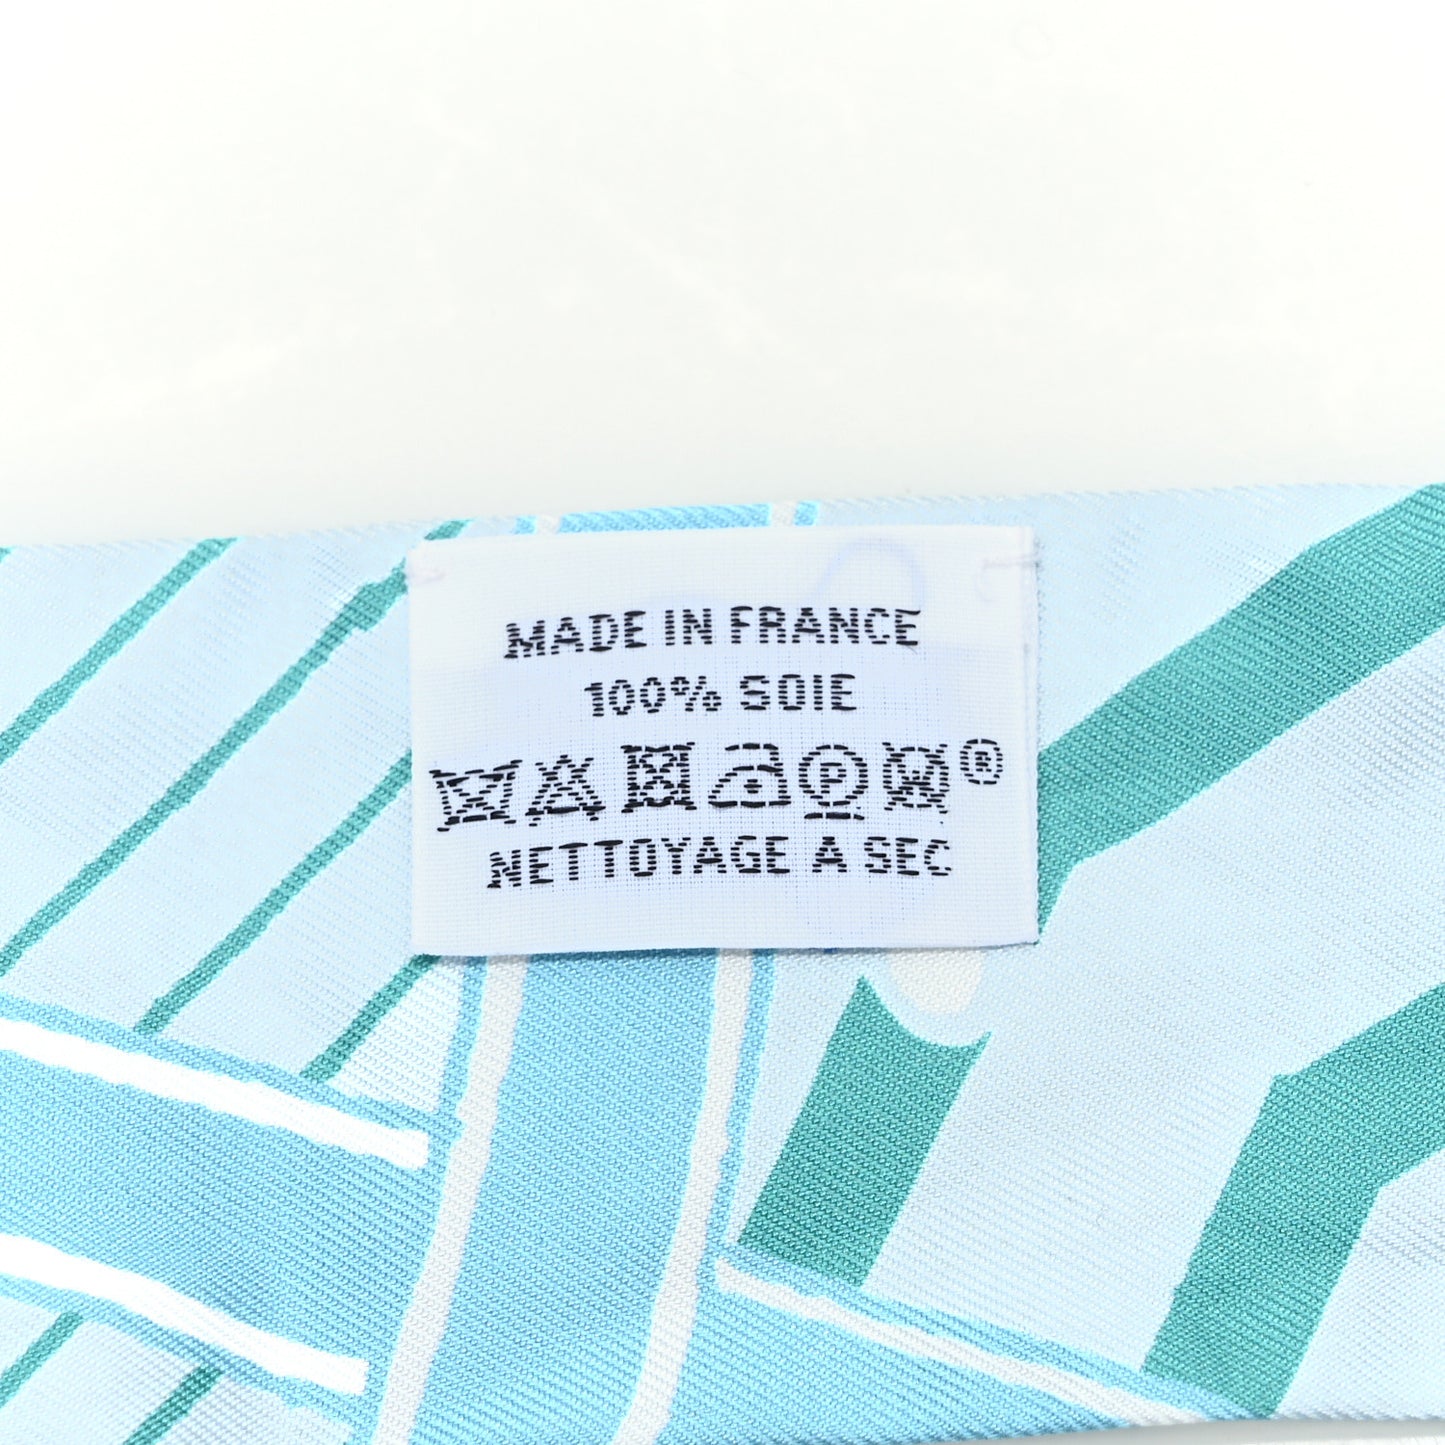 MADE IN FRANCE
100% SOIE
P W ®
NETTOYAGE A SEC